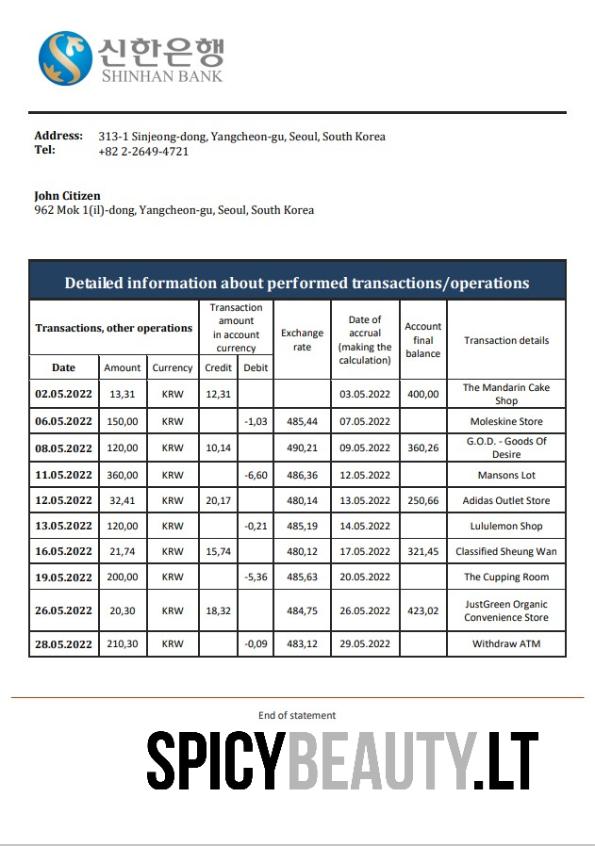 신한은행
SHINHAN BANK
Address: 313-1 Sinjeong-dong, Yangcheon-gu, Seoul, South Korea
Tel: +82 2-2649-4721
John Citizen
962 Mok 1(il)-dong, Yangcheon-gu, Seoul, South Korea
Detailed information about performed transactions/operations
Transactions, other operations
Transaction
amount
in account
currency
Exchange
rate
Date of
accrual
(making the
calculation)
Account
final
balance
Transaction details
Date Amount Currency Credit Debit
02.05.2022 13,31 KRW 12,31 03.05.2022 400,00 The Mandarin Cake
Shop
06.05.2022 150,00 KRW -1,03 485,44 07.05.2022 Moleskine Store
08.05.2022 120,00 KRW 10,14 490,21 09.05.2022 360,26 G.O.D. - Goods Of
Desire
11.05.2022 360,00 KRW -6,60 486,36 12.05.2022 Mansons Lot
12.05.2022 32,41 KRW 20,17 480,14 13.05.2022 250,66 Adidas Outlet Store
13.05.2022 120,00 KRW -0,21 485,19 14.05.2022 Lululemon Shop
16.05.2022 21,74 KRW 15,74 480,12 17.05.2022 321,45 Classified Sheung Wan
19.05.2022 200,00 KRW -5,36 485,63 20.05.2022 The Cupping Room
26.05.2022 20,30 KRW 18,32 484,75 26.05.2022 423,02 JustGreen Organic
Convenience Store
28.05.2022 210,30 KRW -0,09 483,12 29.05.2022 Withdraw ATM
End of statement
SPICYBEAUTY.LT